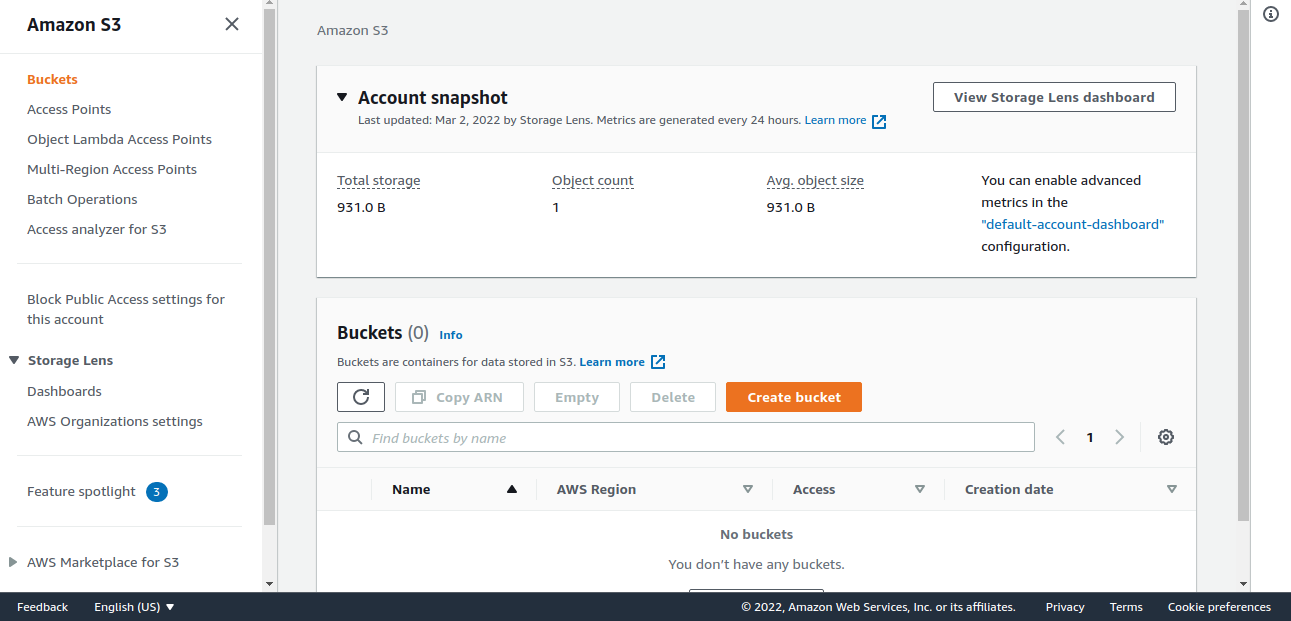 Amazon S3
Buckets
Access Points
Object Lambda Access Points
Multi-Region Access Points
Batch Operations
Access analyzer for S3
Block Public Access settings for
this account
Storage Lens
Dashboards
AWS Organizations settings
Feature spotlight 3
AWS Marketplace for S3
Amazon S3
Account snapshot
View Storage Lens dashboard
Last updated: Mar 2, 2022 by Storage Lens. Metrics are generated every 24 hours. Learn more
Total storage
931.0 B
Object count
1
Avg. object size
931.0 B
You can enable advanced
metrics in the
"default-account-dashboard"
configuration.
Buckets (0) Info
Buckets are containers for data stored in S3. Learn more
Copy ARN Empty Delete Create bucket
Find buckets by name 1
Name AWS Region Access Creation date
No buckets
You don't have any buckets.
Feedback English (US) © 2022, Amazon Web Services, Inc. or its affiliates. Privacy Terms Cookie preferences